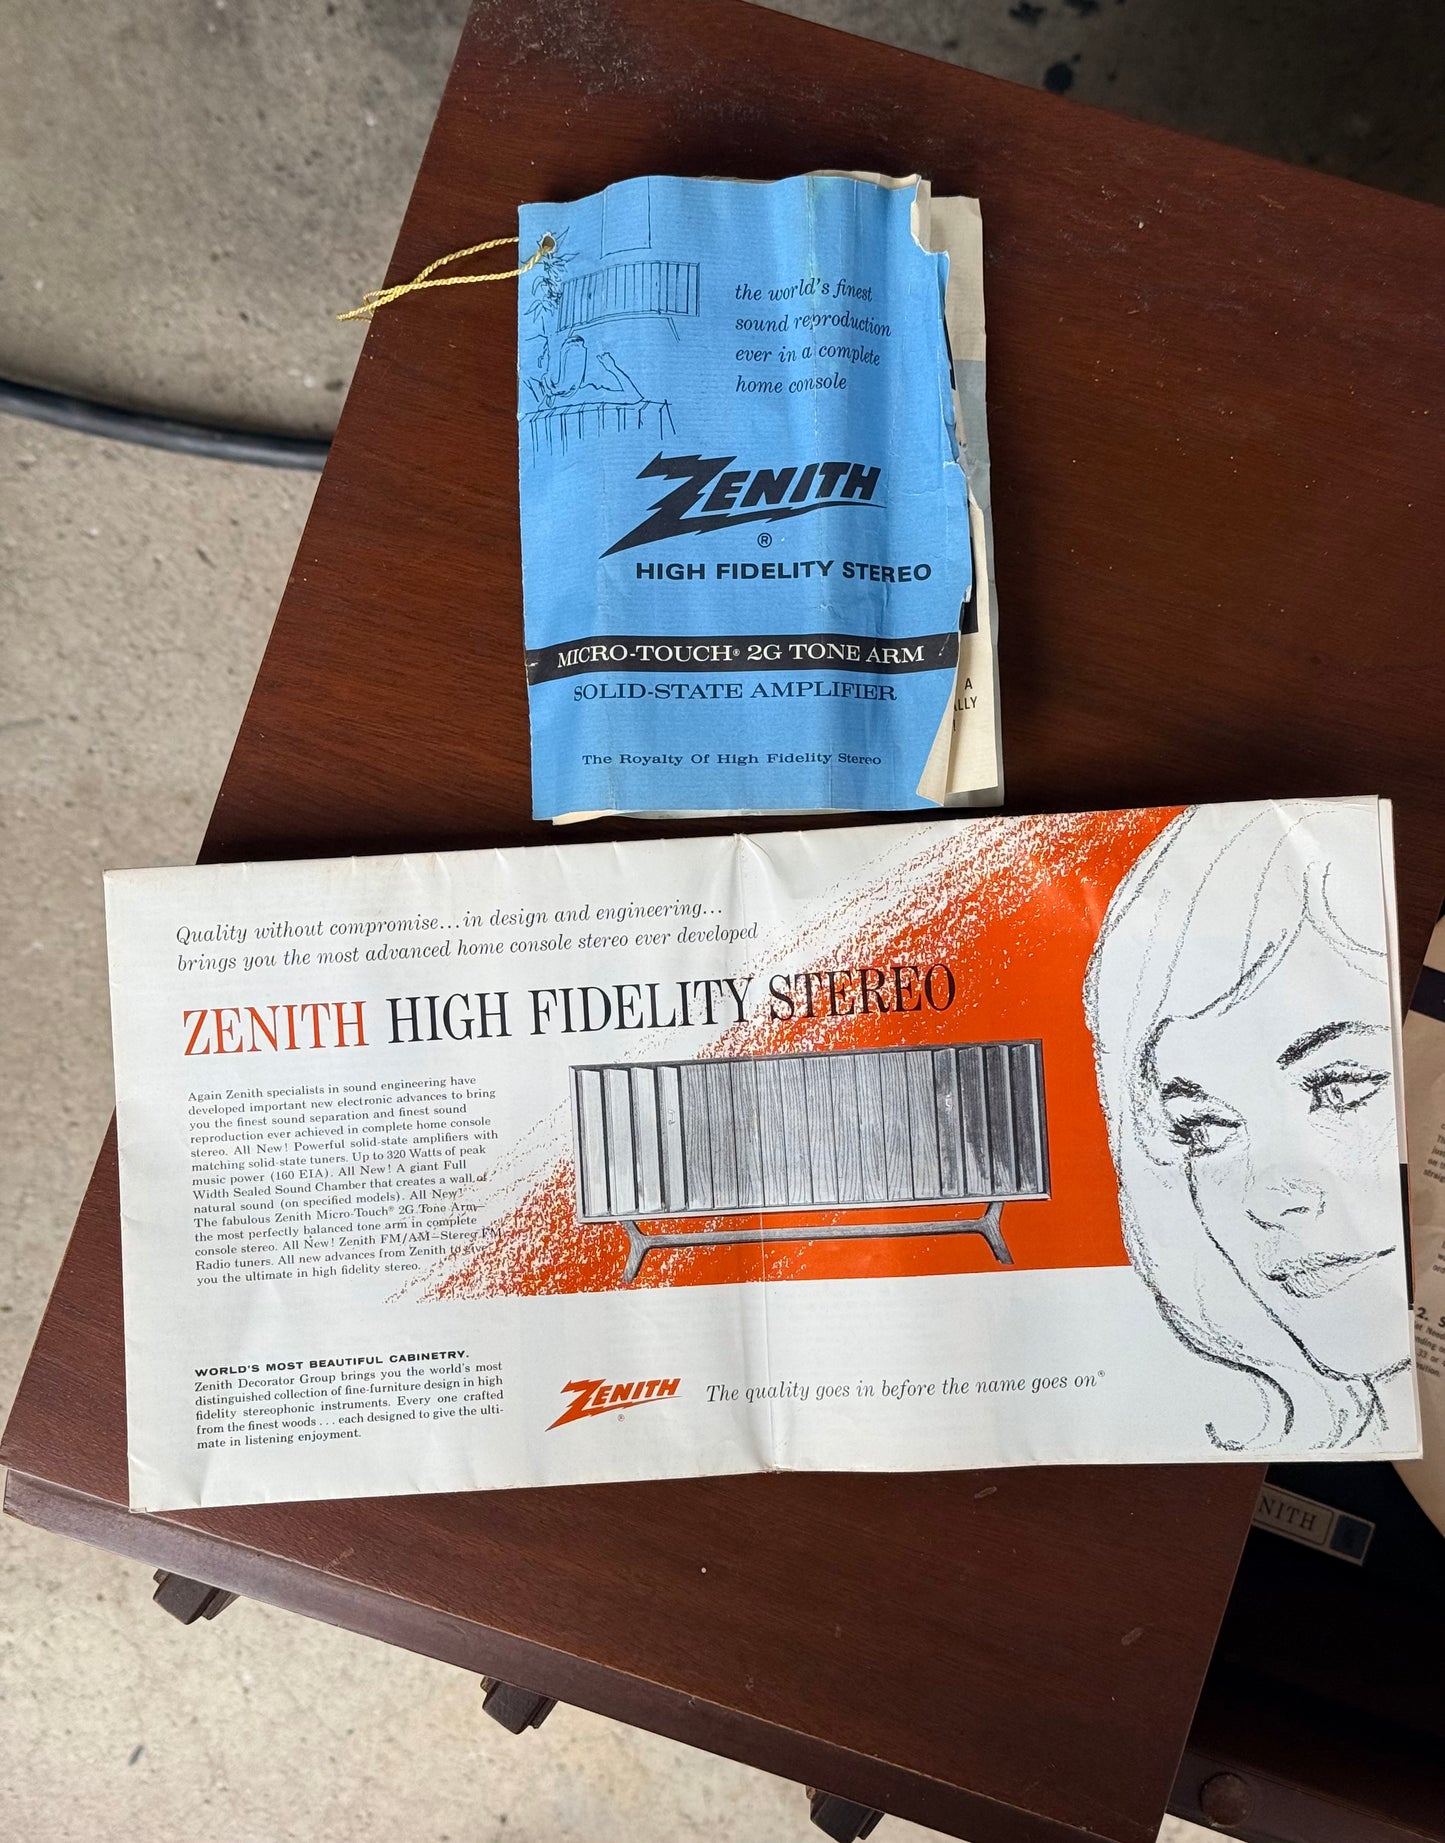 the world's finest
sound reproduction
ever in a complete
home console
ZENITH
®
HIGH FIDELITY STEREO
MICRO-TOUCH® 2G TONE ARM
SOLID-STATE AMPLIFIER
The Royalty Of High Fidelity Stereo
A
ALLY
Quality without compromise...in design and engineering...
brings you the most advanced home console stereo ever developed
ZENITH HIGH FIDELITY STEREO
Again Zenith specialists in sound engineering have
developed important new electronic advances to bring
you the finest sound separation and finest sound
reproduction ever achieved in complete home console
stereo. All New! Powerful solid-state amplifiers with
matching solid-state tuners. Up to 320 Watts of peak
music power (160 EIA). All New! A giant Full
Width Sealed Sound Chamber that creates a wall of
natural sound (on specified models). All New!
The fabulous Zenith Micro-Touch® 2G Tone Arm—
the most perfectly balanced tone arm in complete
console stereo. All New! Zenith FM/AM—Stereo FM
Radio tuners. All new advances from Zenith to give
you the ultimate in high fidelity stereo.
WORLD'S MOST BEAUTIFUL CABINETRY.
Zenith Decorator Group brings you the world's most
distinguished collection of fine-furniture design in high
fidelity stereophonic instruments. Every one crafted
from the finest woods . . . each designed to give the ulti-
mate in listening enjoyment.
ZENITH
®
The quality goes in before the name goes on®
2.
33 or
NITH